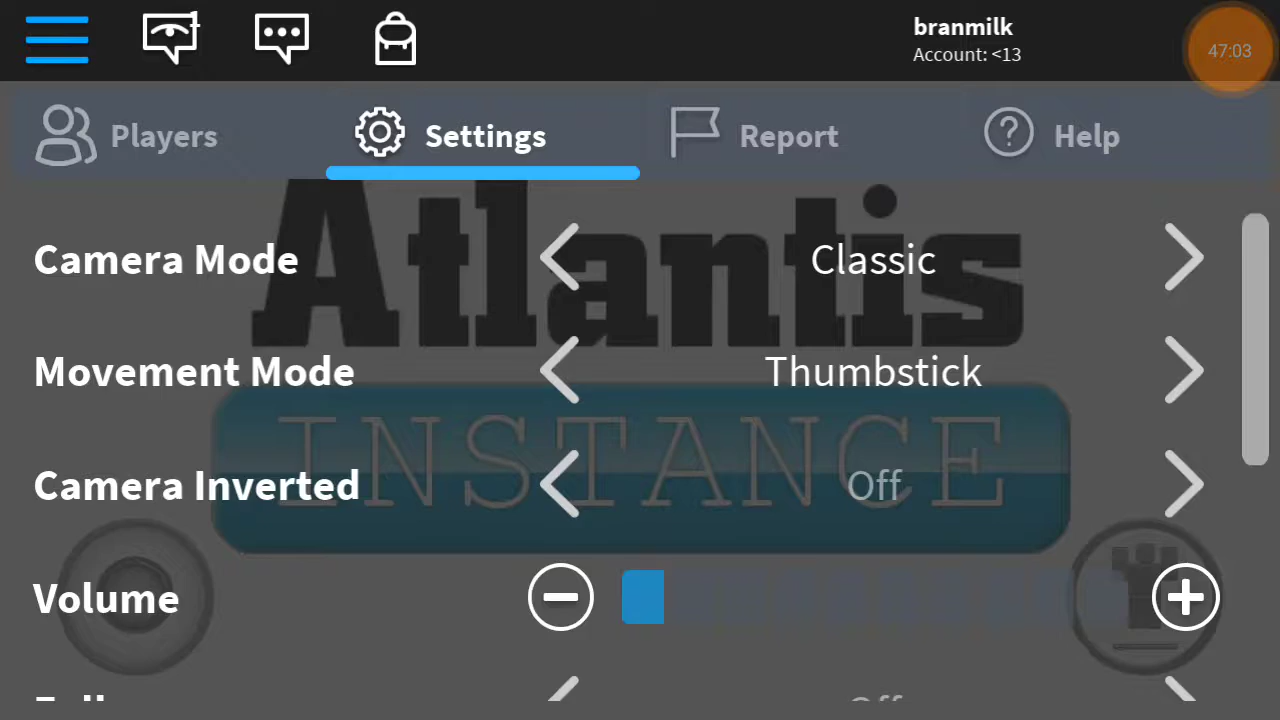 branmilk
Account: <13
47:03
Players
Settings
Report
Help
Atlantis
INSTANCE
Camera Mode
Classic
Movement Mode
Thumbstick
Camera Inverted
Off
Volume